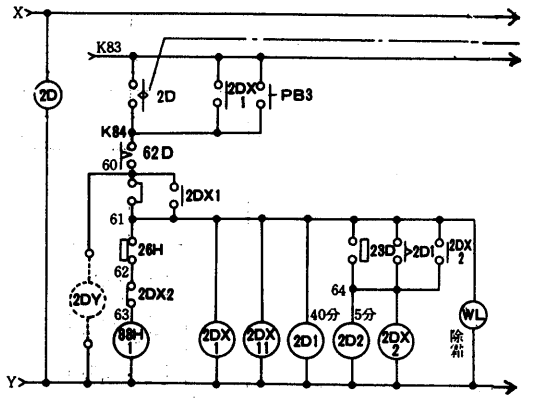 X
K83
2D
2D
2DX
1
PB3
K84
62D
60
2DX1
61
26H
23D
2D1
2DX
2
62
2DY
2DX2
64
63
40分
5分
88H
1
2DX
1
2DX
11
2D1
2D2
2DX
2
WL
除霜
Y